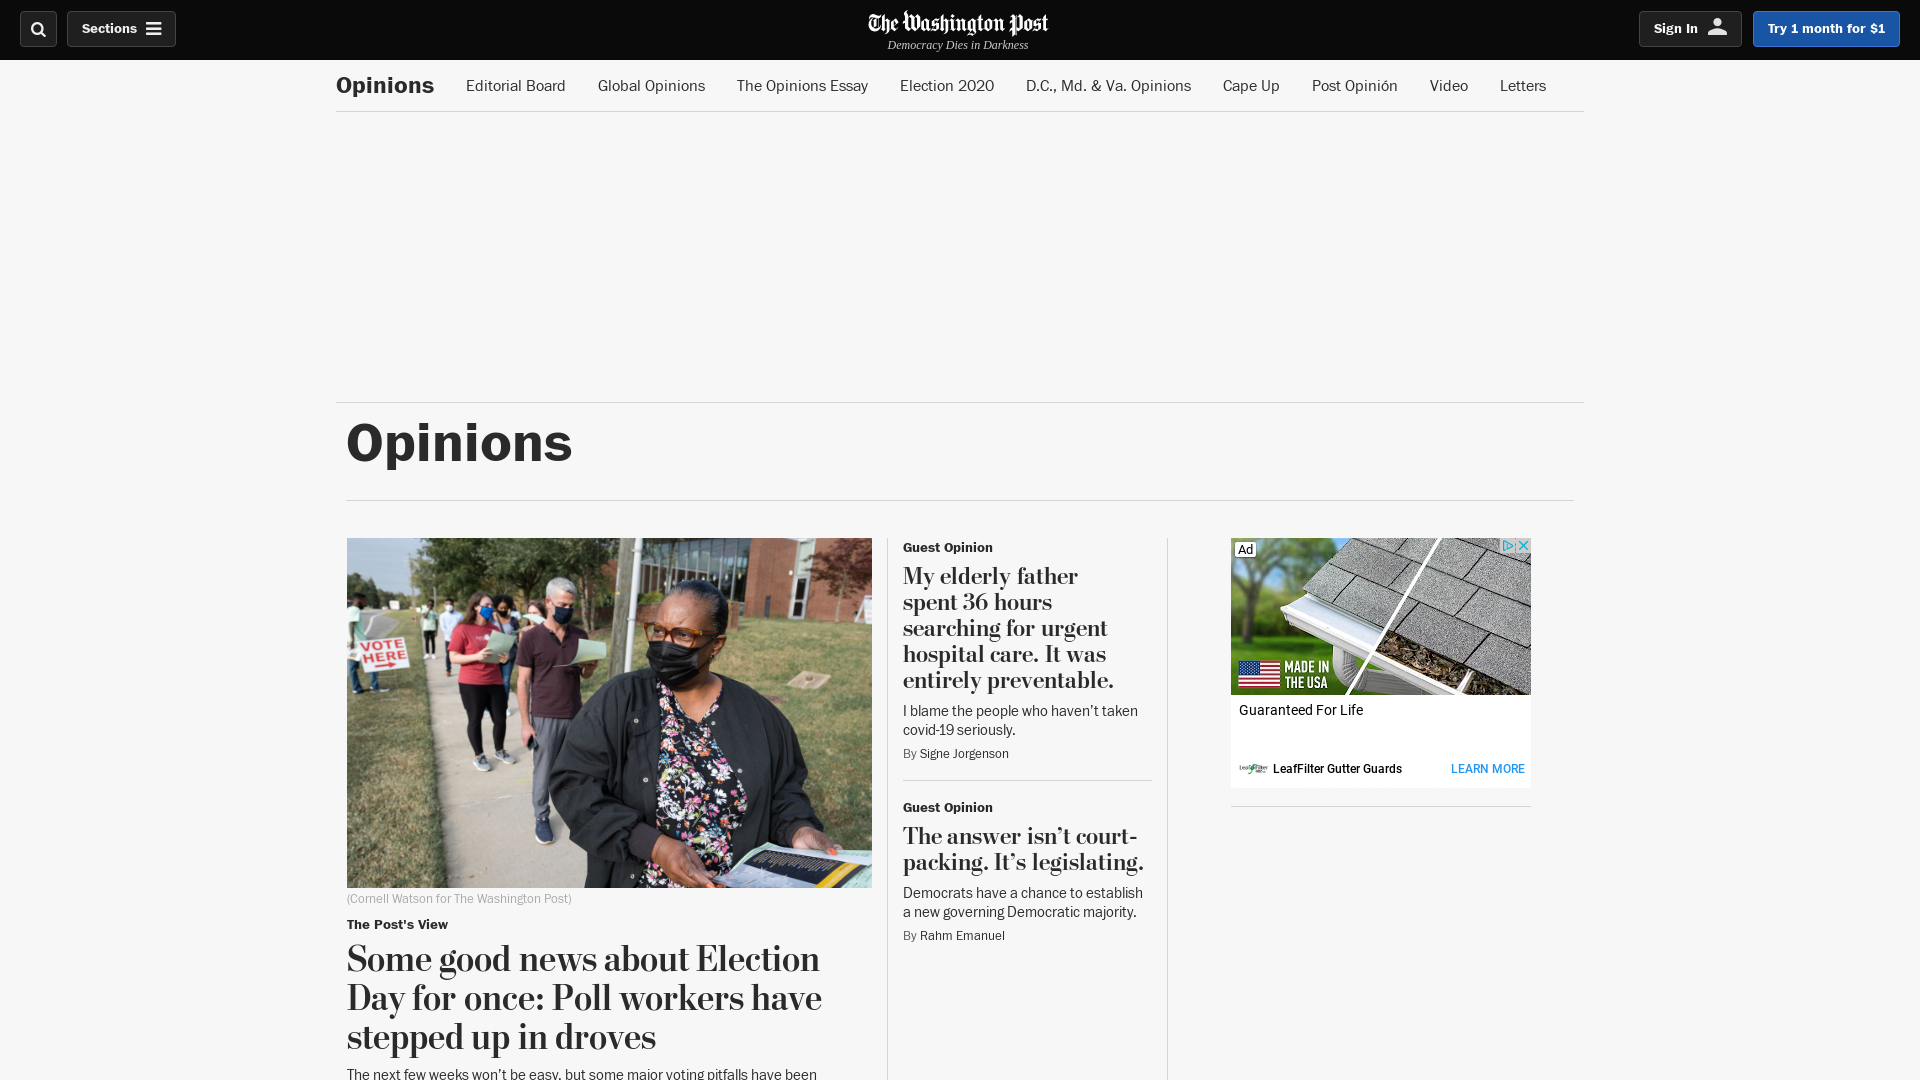 Sections
The Washington Post
Democracy Dies in Darkness
Sign In
Try 1 month for $1
Opinions
Editorial Board
Global Opinions
The Opinions Essay
Election 2020
D.C., Md. & Va. Opinions
Cape Up
Post Opinión
Video
Letters
Opinions
VOTE
HERE
(Cornell Watson for The Washington Post)
The Post's View
Some good news about Election
Day for once: Poll workers have
stepped up in droves
The next few weeks won’t be easy, but some major voting pitfalls have been
Guest Opinion
My elderly father
spent 36 hours
searching for urgent
hospital care. It was
entirely preventable.
I blame the people who haven’t taken
covid-19 seriously.
By Signe Jorgenson
Guest Opinion
The answer isn’t court-
packing. It’s legislating.
Democrats have a chance to establish
a new governing Democratic majority.
By Rahm Emanuel
Ad
MADE IN
THE USA
Guaranteed For Life
LeafFilter
LeafFilter Gutter Guards
LEARN MORE